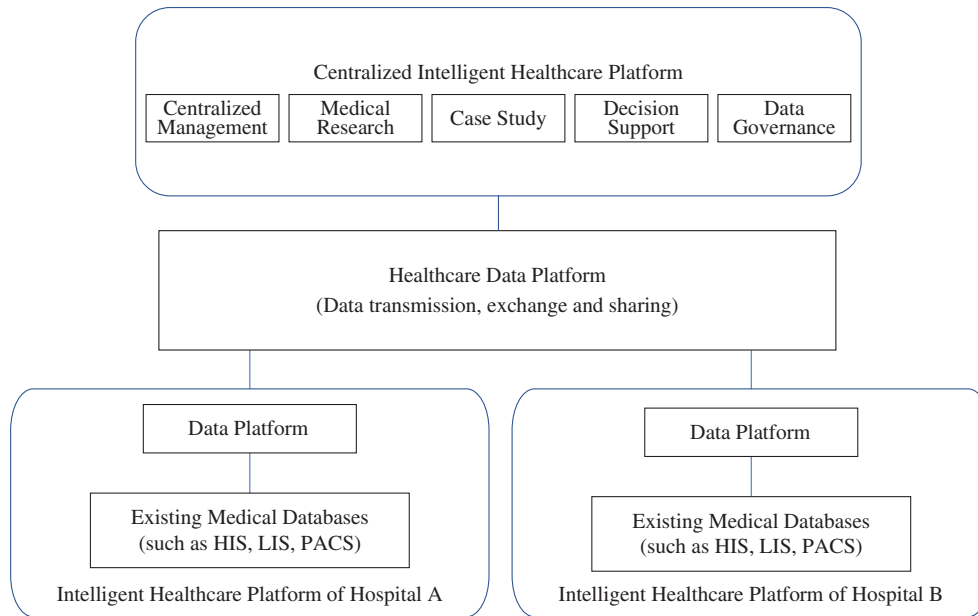 Centralized Intelligent Healthcare Platform
Centralized
Management
Medical
Research
Case Study
Decision
Support
Data
Governance
Healthcare Data Platform
(Data transmission, exchange and sharing)
Data Platform
Existing Medical Databases
(such as HIS, LIS, PACS)
Intelligent Healthcare Platform of Hospital A
Data Platform
Existing Medical Databases
(such as HIS, LIS, PACS)
Intelligent Healthcare Platform of Hospital B